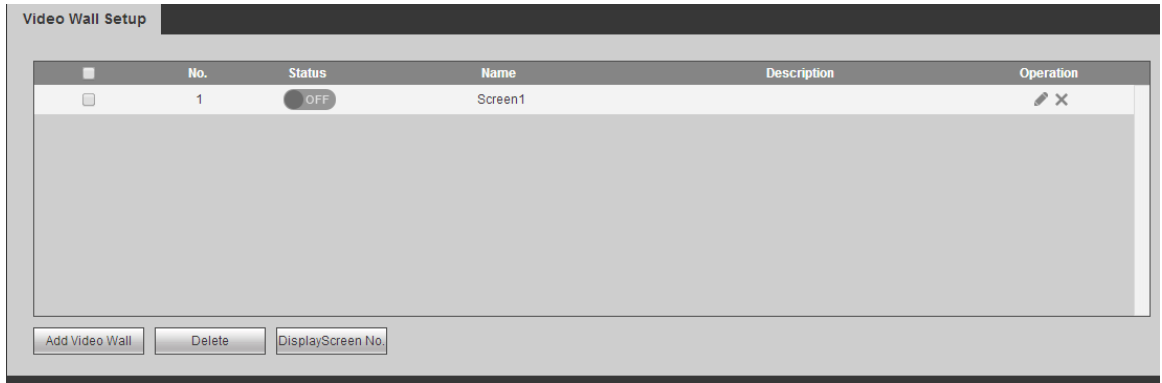 Video Wall Setup
No. Status Name Description Operation
1 OFF Screen1
Add Video Wall Delete DisplayScreen No.